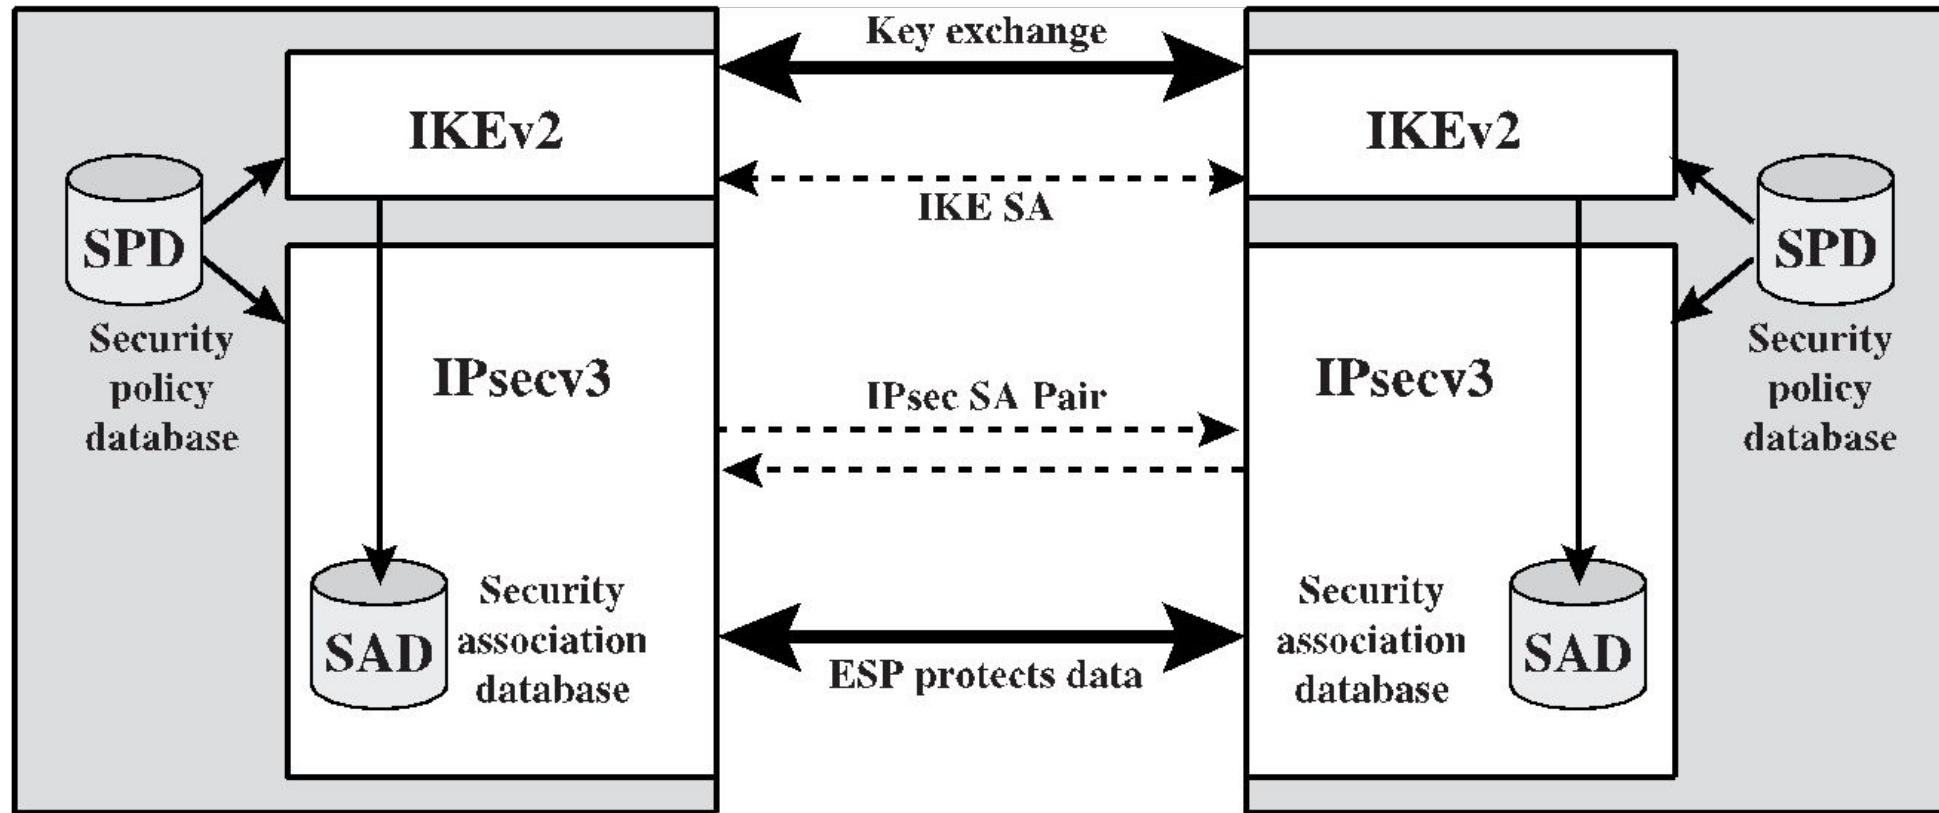 Key exchange
IKEv2
IKEv2
IKE SA
SPD
Security
policy
database
SPD
Security
policy
database
IPsecv3
IPsecv3
IPsec SA Pair
SAD
Security
association
database
Security
association
database
SAD
ESP protects data